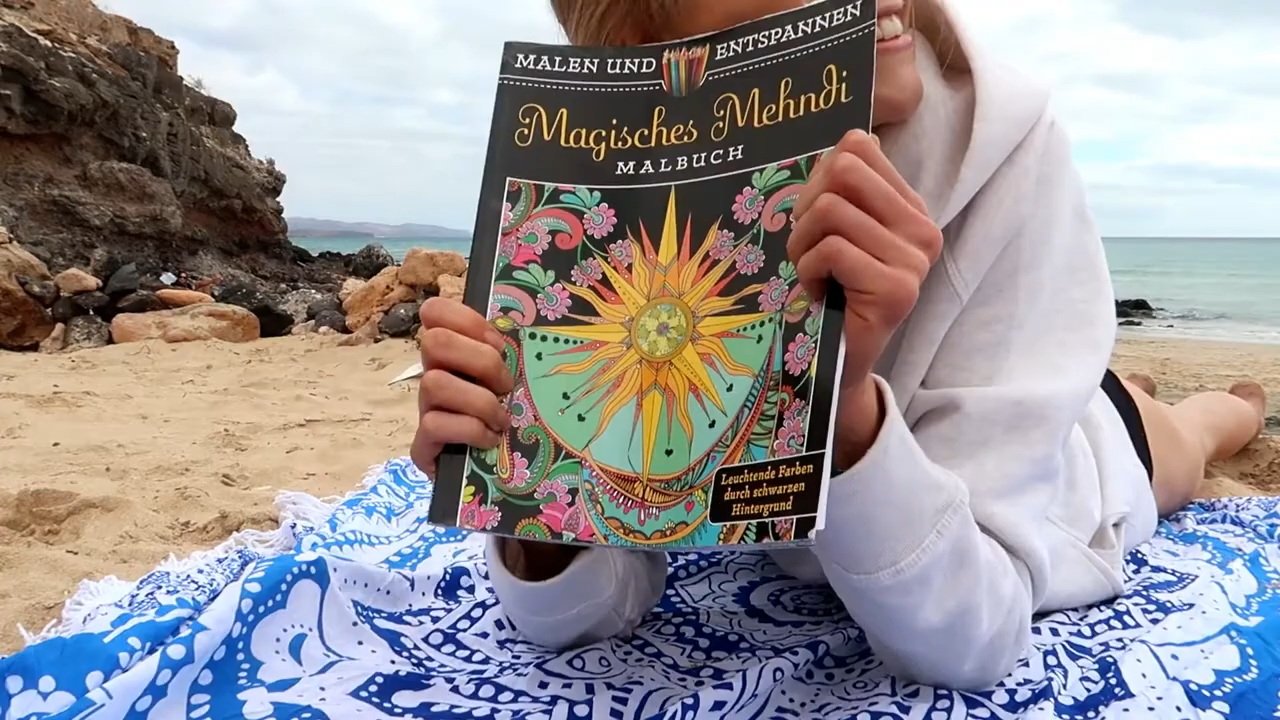 MALEN UND ENTSPANNEN
Magisches Mehndi
MALBUCH
Leuchtende Farben
durch schwarzen
Hintergrund